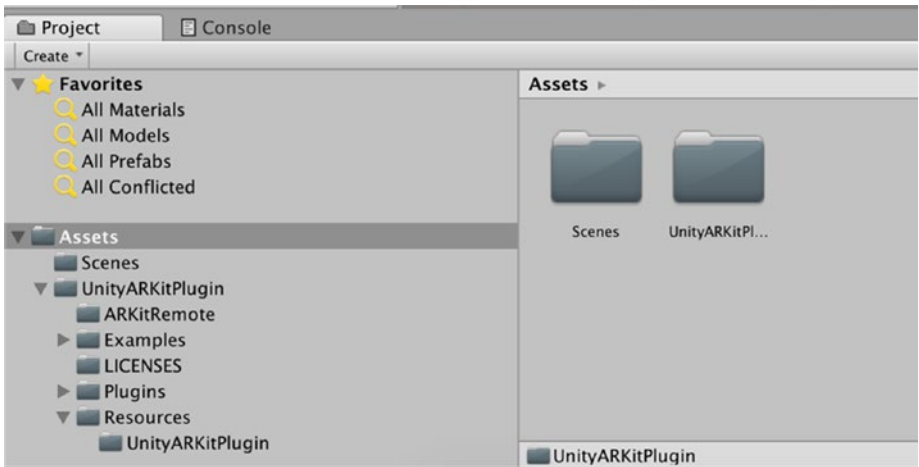 Project
Console
Create
Favorites
All Materials
All Models
All Prefabs
All Conflicted
Assets
Scenes
UnityARKitPlugin
ARKitRemote
Examples
LICENSES
Plugins
Resources
UnityARKitPlugin
Assets
Scenes
UnityARKitPl...
UnityARKitPlugin